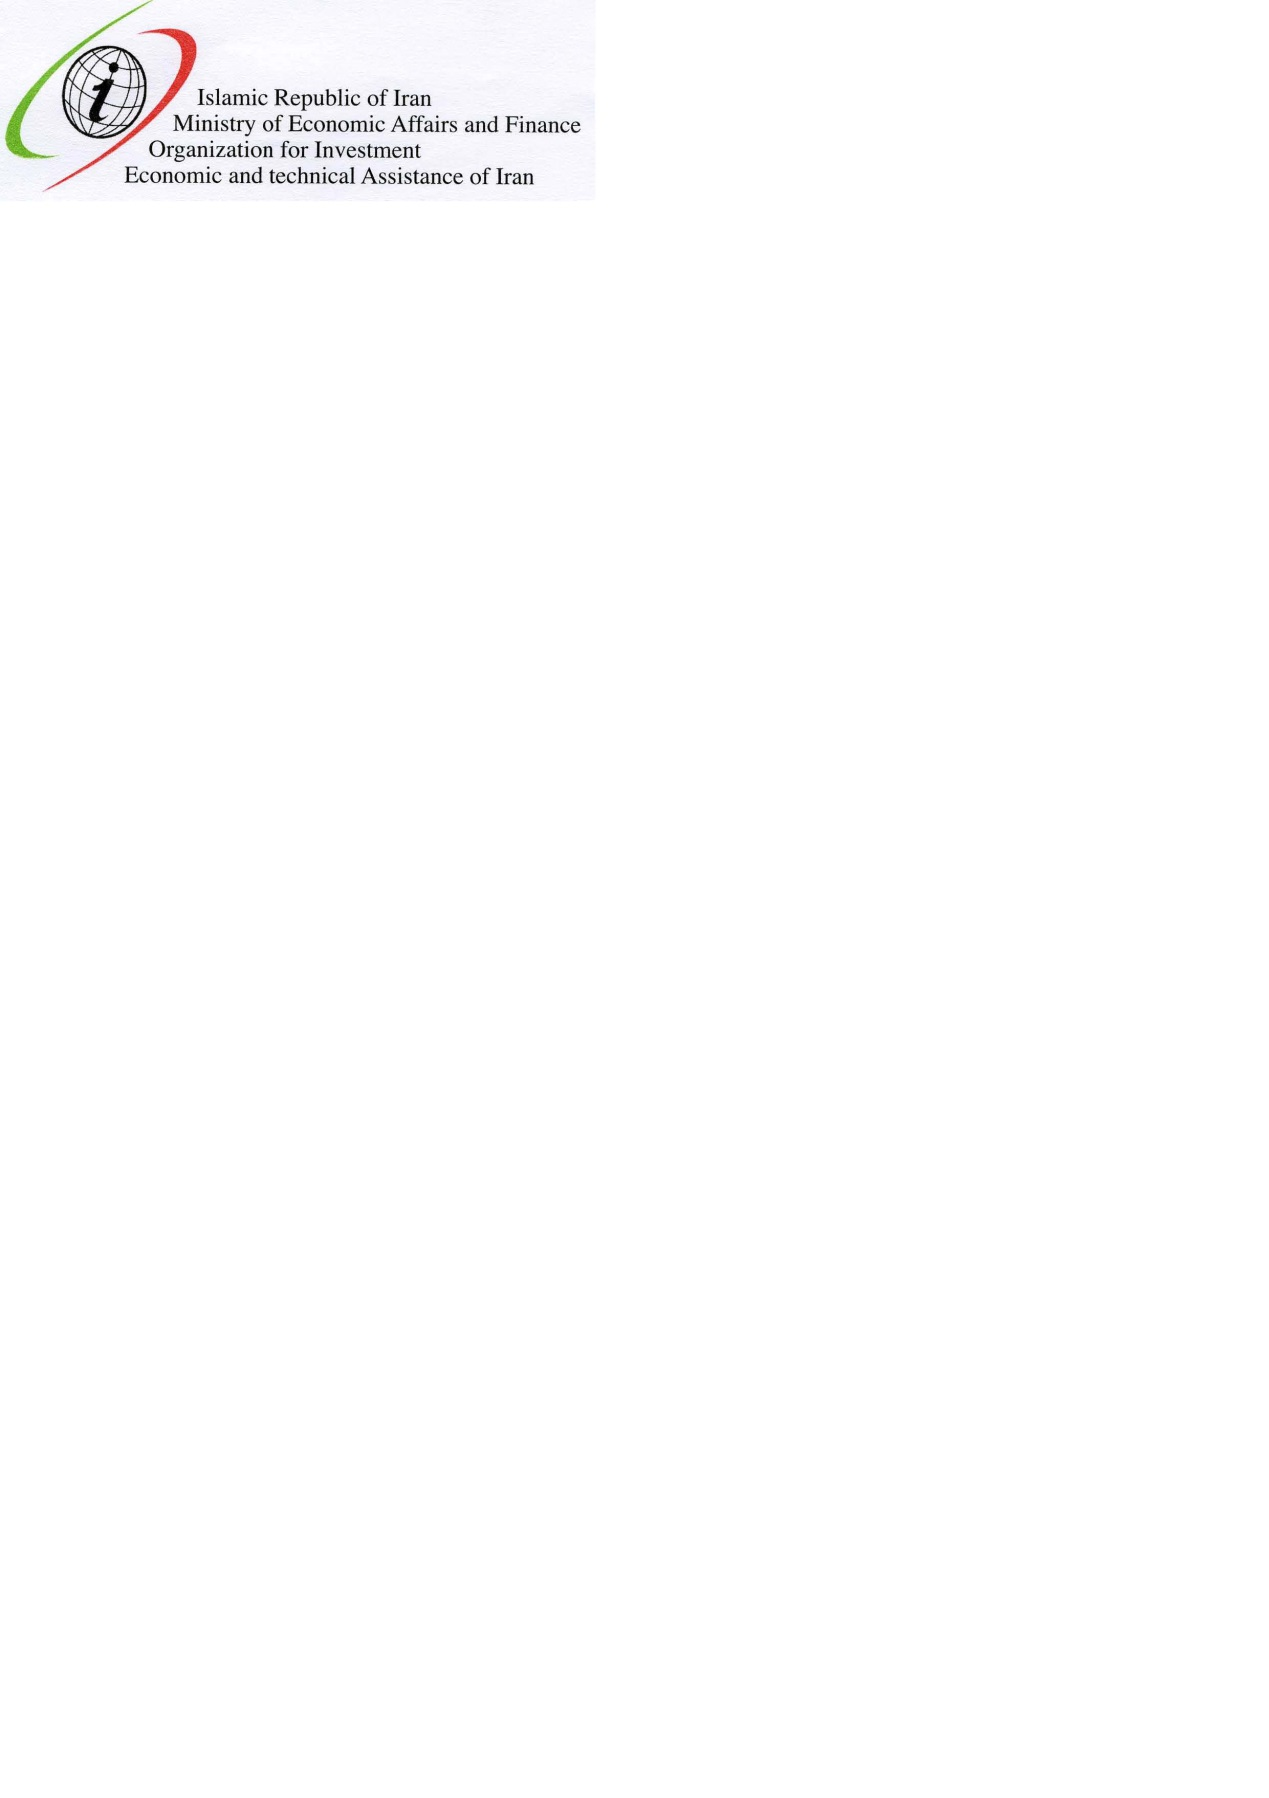 Islamic Republic of Iran
Ministry of Economic Affairs and Finance
Organization for Investment
Economic and technical Assistance of Iran